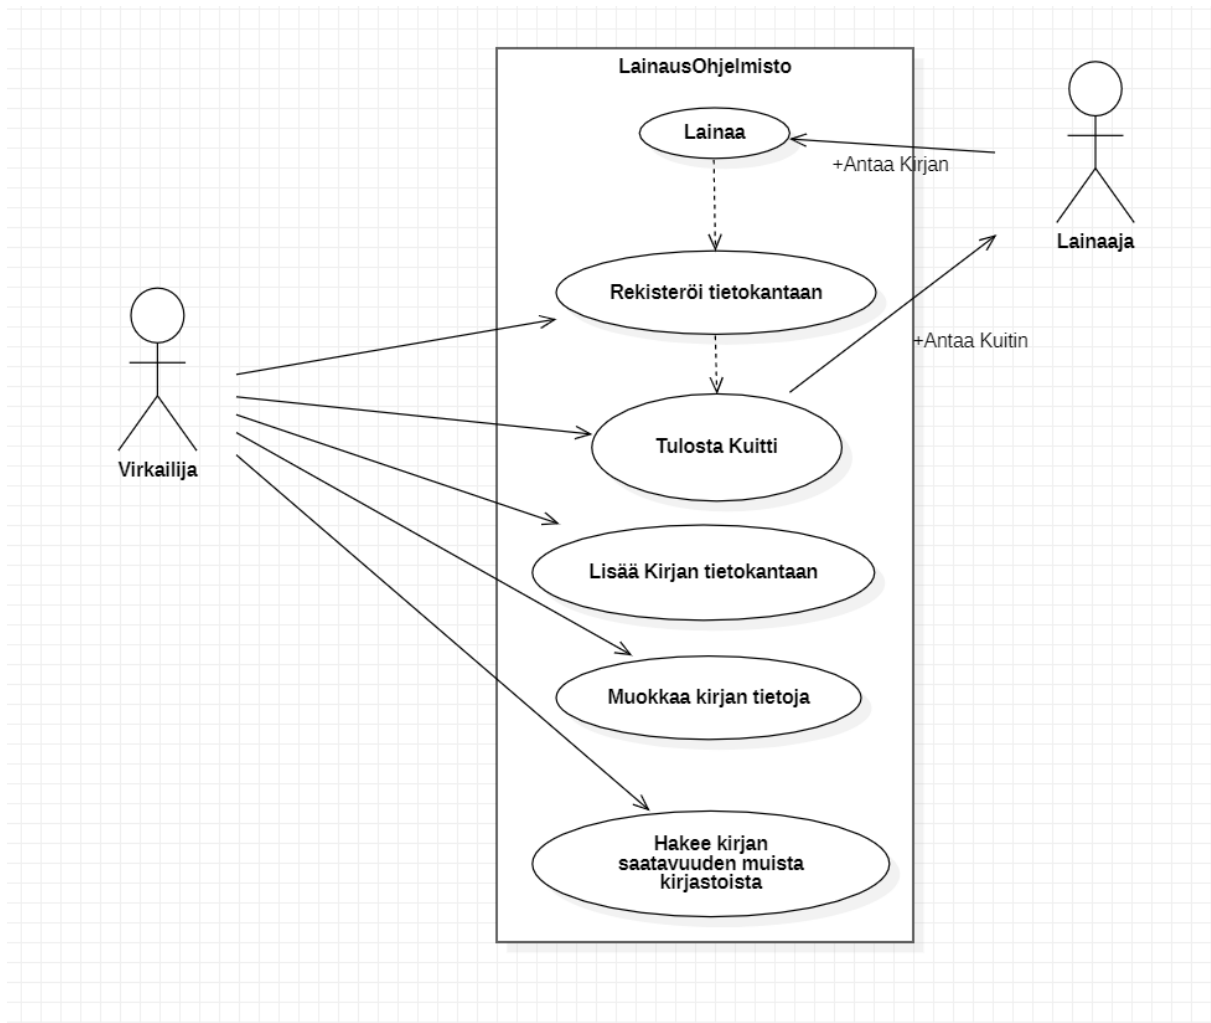 LainausOhjelmisto
Lainaa
+Antaa Kirjan
Lainaaja
Rekisteröi tietokantaan
+Antaa Kuitin
Virkailija
Tulosta Kuitti
Lisää Kirjan tietokantaan
Muokkaa kirjan tietoja
Hakee kirjan
saatavuuden muista
kirjastoista